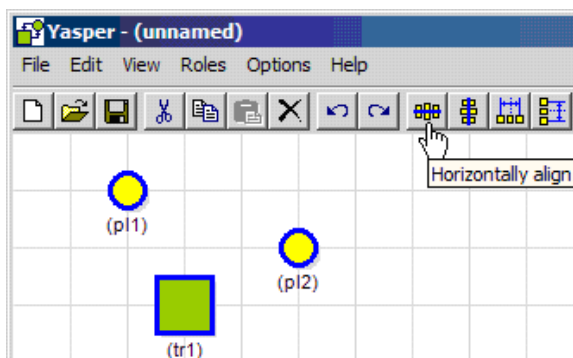 Yasper - (unnamed)
File Edit View Roles Options Help
Horizontally align
(pl1)
(pl2)
(tr1)